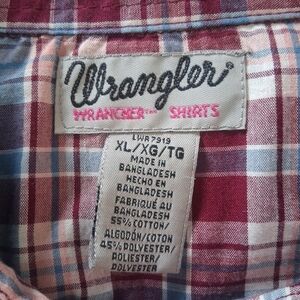 Wrangler®
WRANCHER™ SHIRTS
LWR7919
XL/XG/TG
MADE IN
BANGLADESH
HECHO EN
BANGLADESH
FABRIQUÉ AU
BANGLADESH
55% COTTON/
ALGODÓN/COTON
45% POLYESTER/
POLIESTER/
POLYESTER